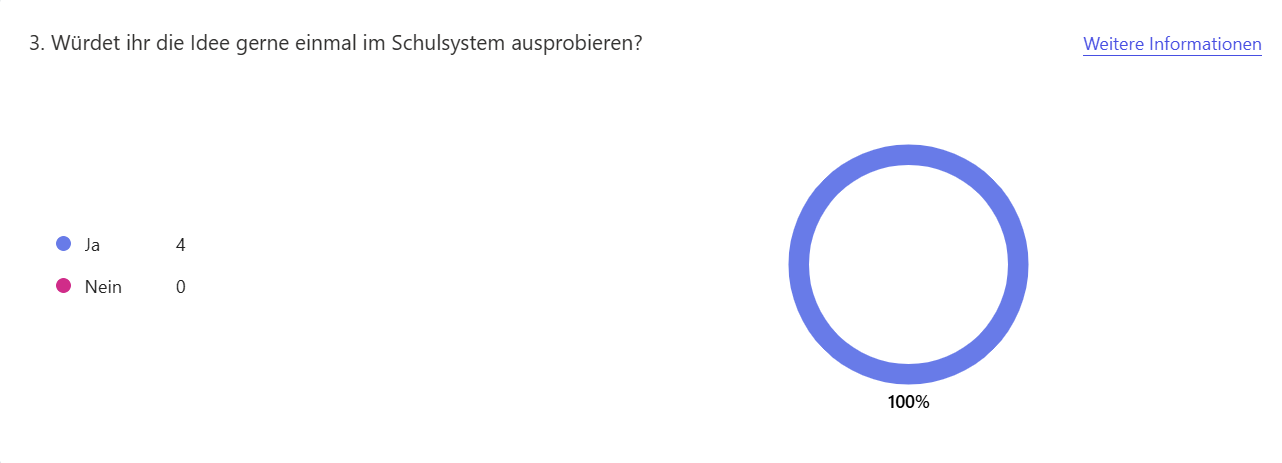 3. Würdet ihr die Idee gerne einmal im Schulsystem ausprobieren?
Weitere Informationen
Ja 4
Nein 0
100%